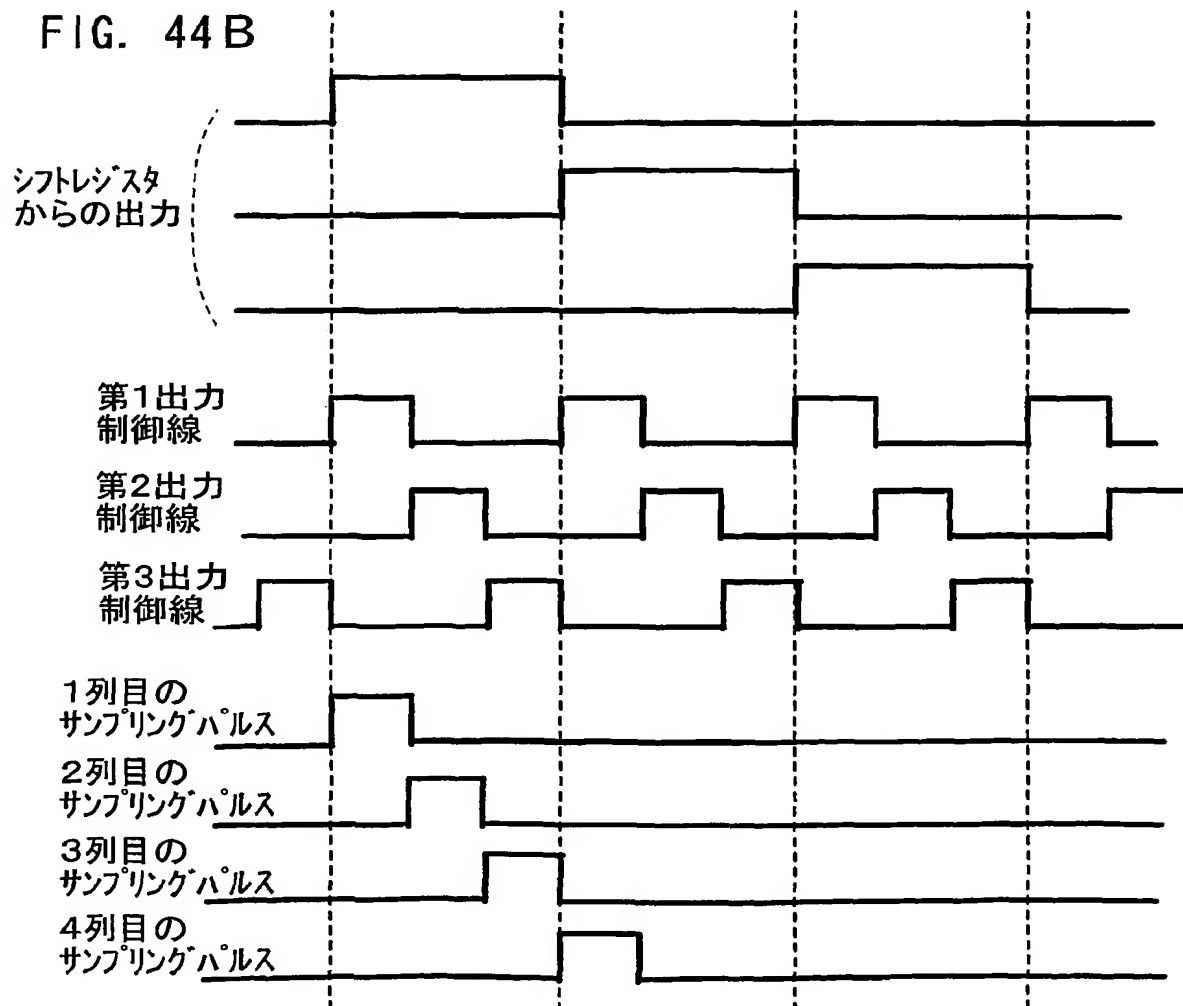 FIG. 44B
シフトレジスタ
からの出力
第1出力
制御線
第2出力
制御線
第3出力
制御線
1列目の
サンプリングパルス
2列目の
サンプリングパルス
3列目の
サンプリングパルス
4列目の
サンプリングパルス